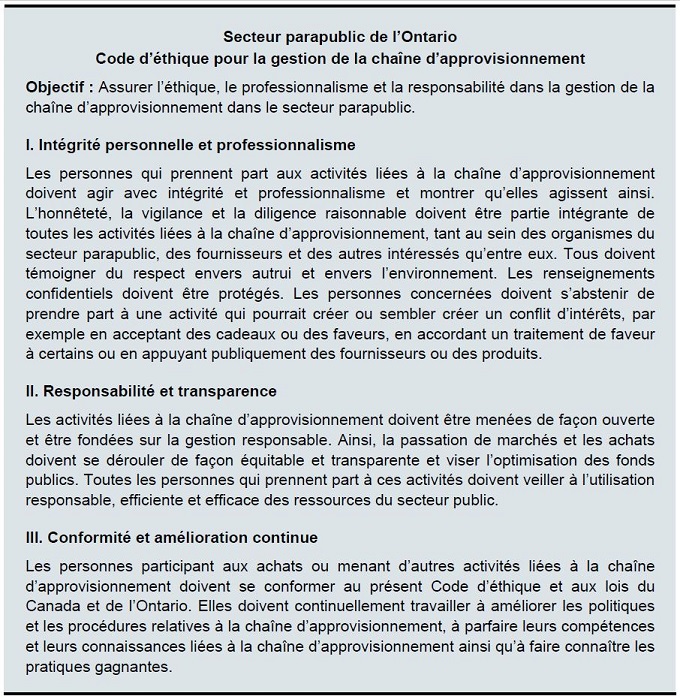 Secteur parapublic de l’Ontario
Code d’éthique pour la gestion de la chaîne d’approvisionnement
Objectif : Assurer l’éthique, le professionnalisme et la responsabilité dans la gestion de la
chaîne d’approvisionnement dans le secteur parapublic.
I. Intégrité personnelle et professionnalisme
Les personnes qui prennent part aux activités liées à la chaîne d’approvisionnement
doivent agir avec intégrité et professionnalisme et montrer qu’elles agissent ainsi.
L’honnêteté, la vigilance et la diligence raisonnable doivent être partie intégrante de
toutes les activités liées à la chaîne d’approvisionnement, tant au sein des organismes du
secteur parapublic, des fournisseurs et des autres intéressés qu’entre eux. Tous doivent
témoigner du respect envers autrui et envers l’environnement. Les renseignements
confidentiels doivent être protégés. Les personnes concernées doivent s’abstenir de
prendre part à une activité qui pourrait créer ou sembler créer un conflit d’intérêts, par
exemple en acceptant des cadeaux ou des faveurs, en accordant un traitement de faveur
à certains ou en appuyant publiquement des fournisseurs ou des produits.
II. Responsabilité et transparence
Les activités liées à la chaîne d’approvisionnement doivent être menées de façon ouverte
et être fondées sur la gestion responsable. Ainsi, la passation de marchés et les achats
doivent se dérouler de façon équitable et transparente et viser l’optimisation des fonds
publics. Toutes les personnes qui prennent part à ces activités doivent veiller à l’utilisation
responsable, efficiente et efficace des ressources du secteur public.
III. Conformité et amélioration continue
Les personnes participant aux achats ou menant d’autres activités liées à la chaîne
d’approvisionnement doivent se conformer au présent Code d’éthique et aux lois du
Canada et de l’Ontario. Elles doivent continuellement travailler à améliorer les politiques
et les procédures relatives à la chaîne d’approvisionnement, à parfaire leurs compétences
et leurs connaissances liées à la chaîne d’approvisionnement ainsi qu’à faire connaître les
pratiques gagnantes.